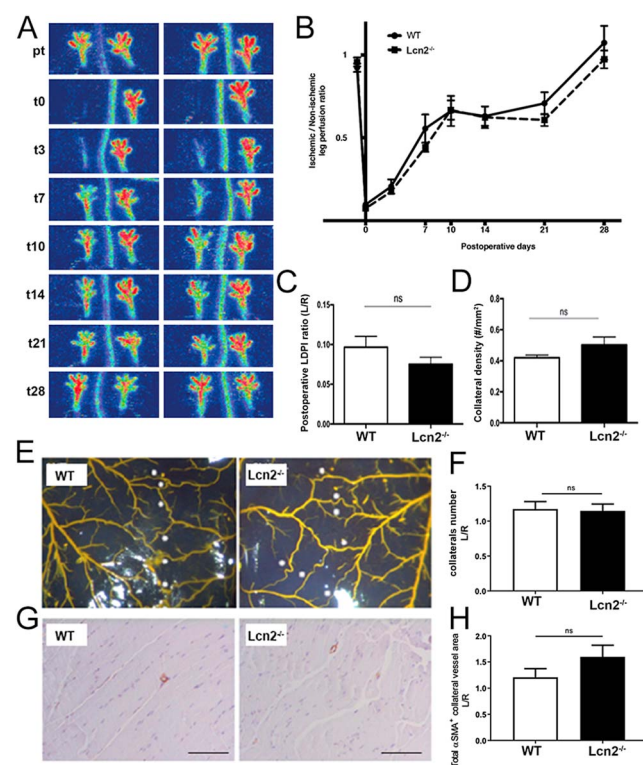 A
pt
t0
t3
t7
t10
t14
t21
t28
B
WT
Lcn2-/-
Ischemic / Non-ischemic
leg perfusion ratio
1
0.5
0
7
10
14
21
28
Postoperative days
C
Postoperative LDPI ratio (L/R)
ns
0.15
0.10
0.05
0.00
WT
Lcn2-/-
D
Collateral density (#/mm²)
ns
0.8
0.6
0.4
0.2
0.0
WT
Lcn2-/-
E
WT
Lcn2-/-
F
collaterals number
L/R
ns
1.5
1.0
0.5
0.0
WT
Lcn2-/-
G
WT
Lcn2-/-
H
Total αSMA+ collateral vessel area
L/R
ns
2.0
1.5
1.0
0.5
0.0
WT
Lcn2-/-